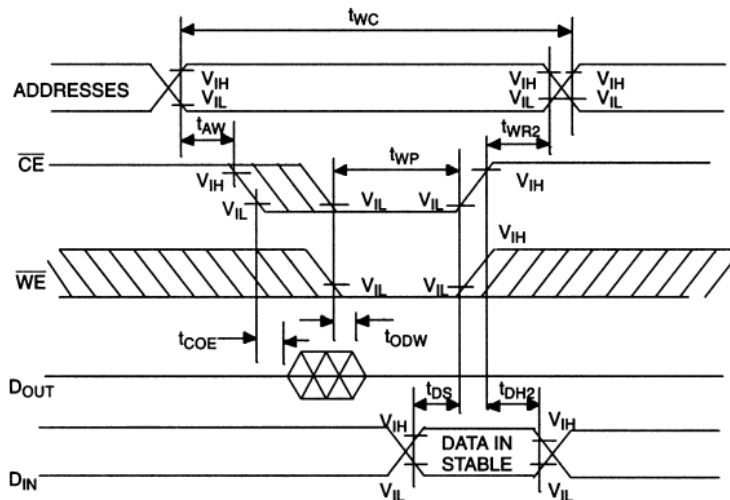 tWC
ADDRESSES
VIH
VIL
VIH
VIL
VIH
VIL
tAW
tWR2
CE
tWP
VIH
VIH
VIL
VIL
VIL
VIH
WE
VIL
VIL
tCOE
tODW
DOUT
tDS
tDH2
VIH
VIH
DATA IN
STABLE
DIN
VIL
VIL